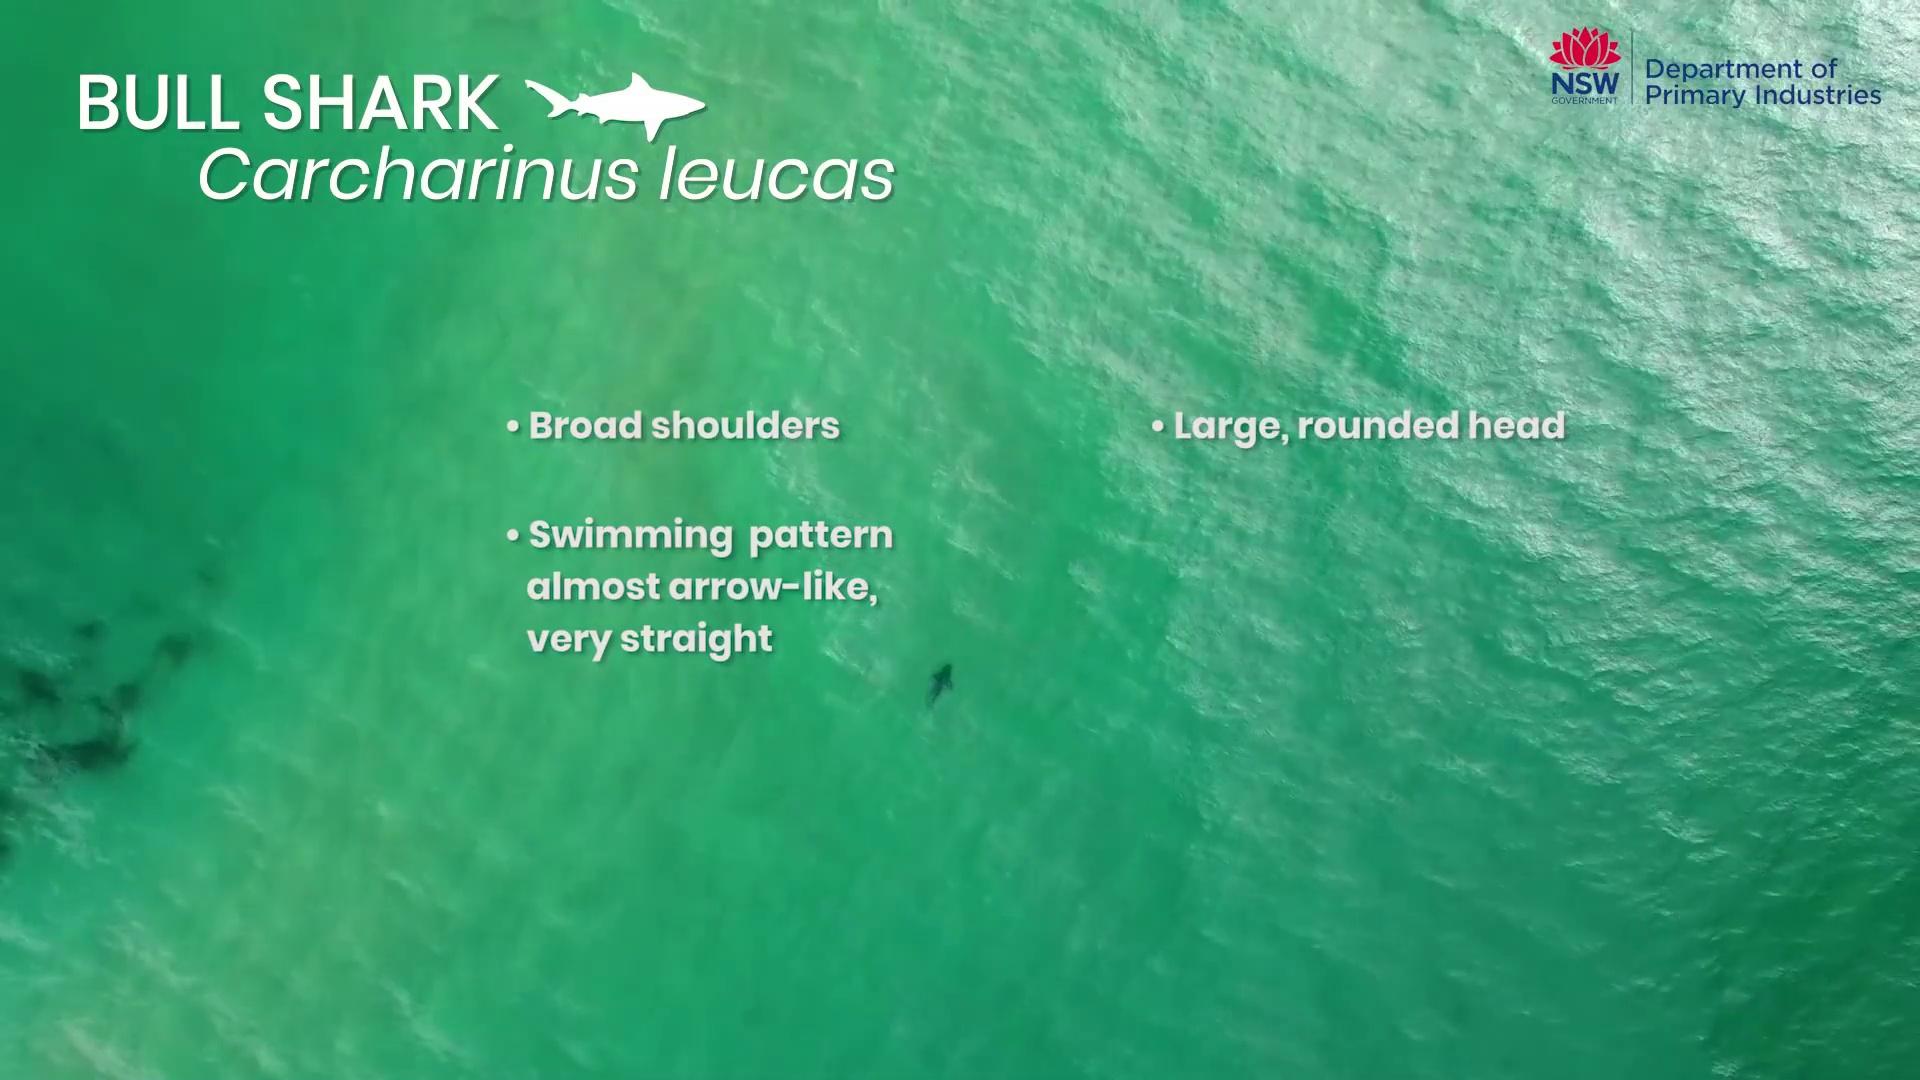 BULL SHARK
Carcharinus leucas
NSW
GOVERNMENT
Department of
Primary Industries
• Broad shoulders
• Swimming pattern
almost arrow-like,
very straight
• Large, rounded head